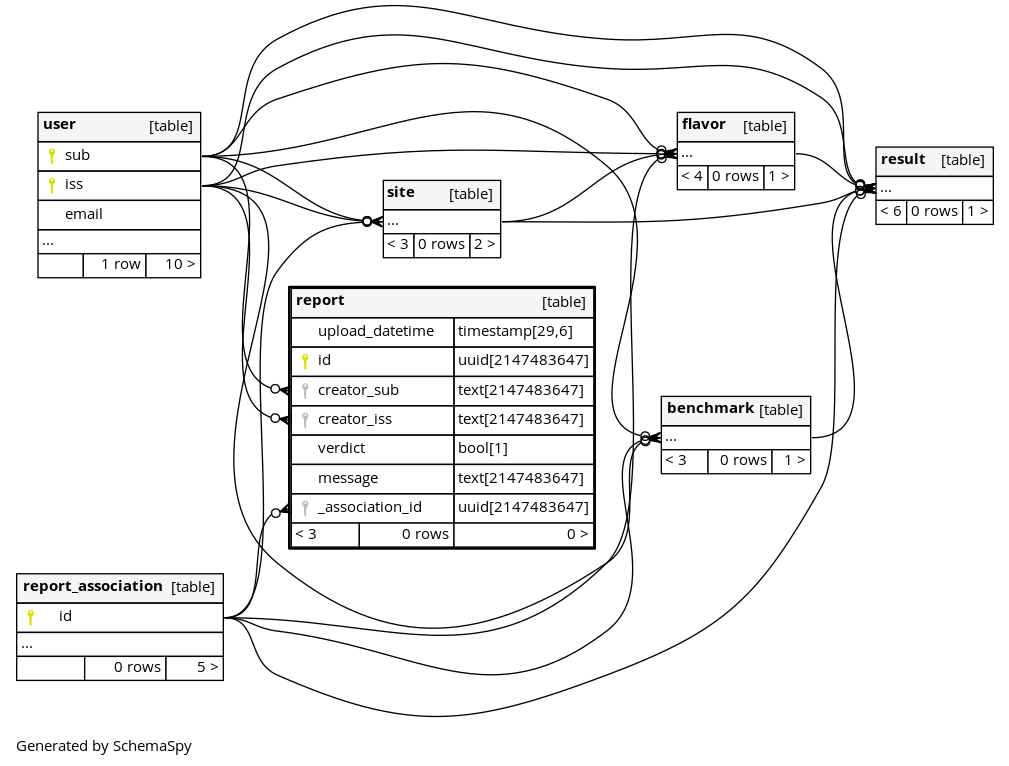 user [table]
sub
iss
email
...
1 row 10 >
site [table]
...
< 3 0 rows 2 >
flavor [table]
...
< 4 0 rows 1 >
result [table]
...
< 6 0 rows 1 >
report [table]
upload_datetime timestamp[29,6]
id uuid[2147483647]
creator_sub text[2147483647]
creator_iss text[2147483647]
verdict bool[1]
message text[2147483647]
_association_id uuid[2147483647]
< 3 0 rows 0 >
benchmark [table]
...
< 3 0 rows 1 >
report_association [table]
id
...
0 rows 5 >
Generated by SchemaSpy